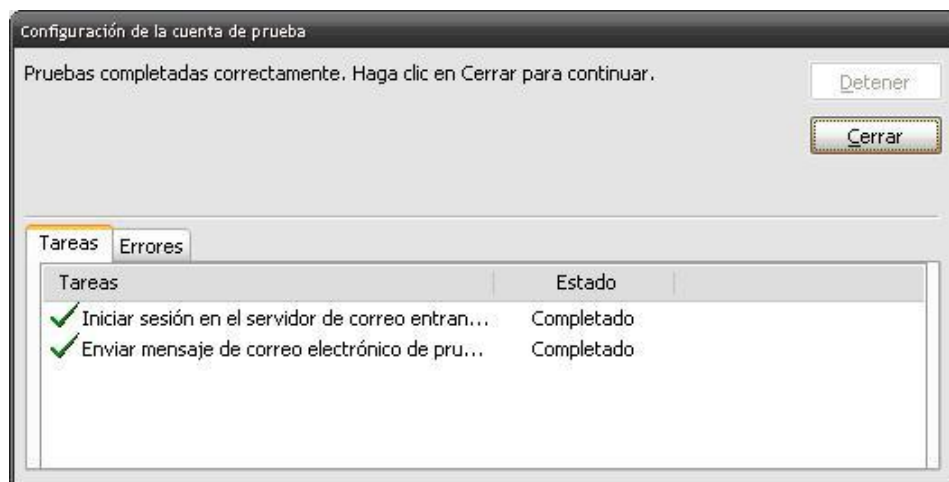 Configuración de la cuenta de prueba
Pruebas completadas correctamente. Haga clic en Cerrar para continuar.
Detener
Cerrar
Tareas Errores
Tareas Estado
Iniciar sesión en el servidor de correo entran... Completado
Enviar mensaje de correo electrónico de pru... Completado